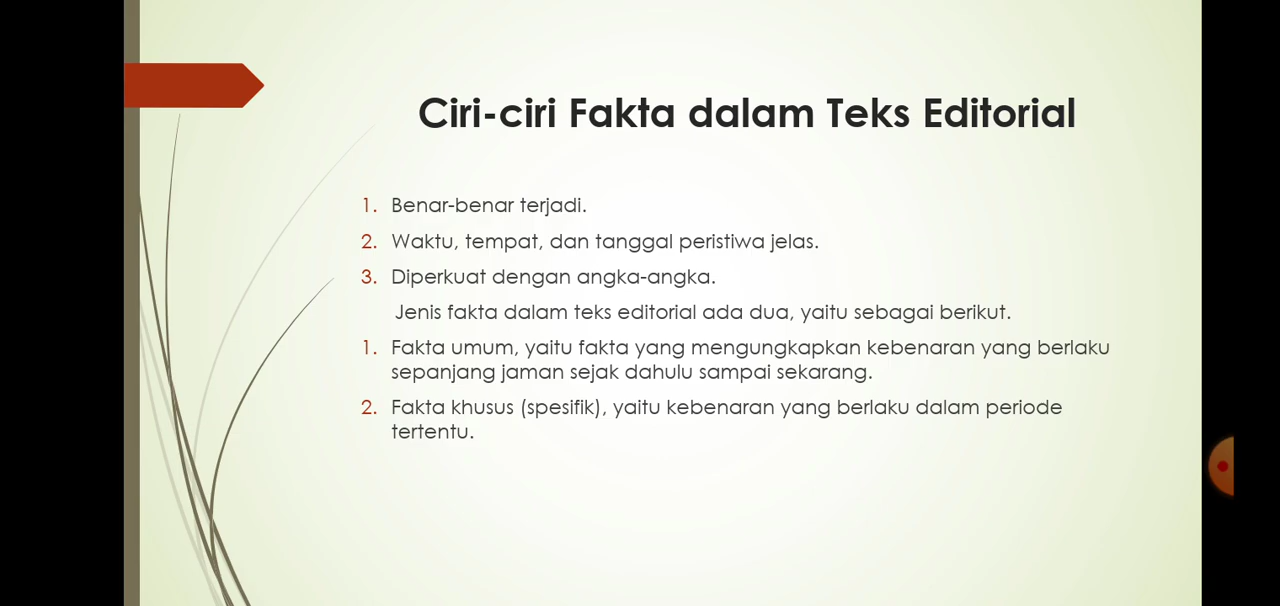 Ciri-ciri Fakta dalam Teks Editorial
1. Benar-benar terjadi.
2. Waktu, tempat, dan tanggal peristiwa jelas.
3. Diperkuat dengan angka-angka.
Jenis fakta dalam teks editorial ada dua, yaitu sebagai berikut.
1. Fakta umum, yaitu fakta yang mengungkapkan kebenaran yang berlaku
sepanjang jaman sejak dahulu sampai sekarang.
2. Fakta khusus (spesifik), yaitu kebenaran yang berlaku dalam periode
tertentu.